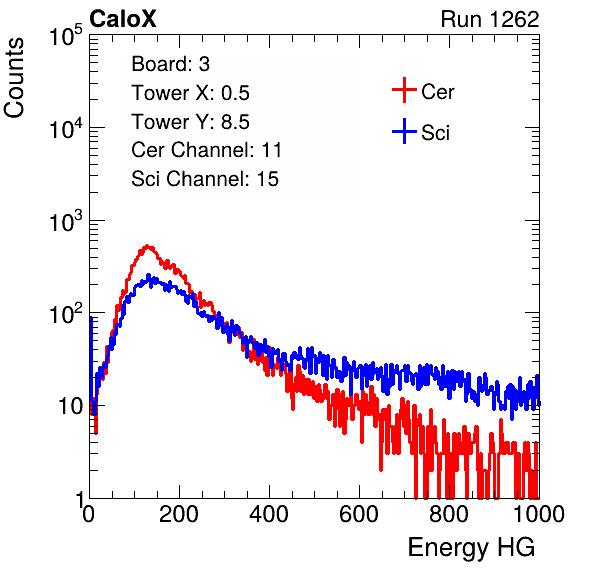 CaloX Run 1262
Counts
Board: 3
Tower X: 0.5
Tower Y: 8.5
Cer Channel: 11
Sci Channel: 15
Cer
Sci
10^5
10^4
10^3
10^2
10
1
0 200 400 600 800 1000
Energy HG